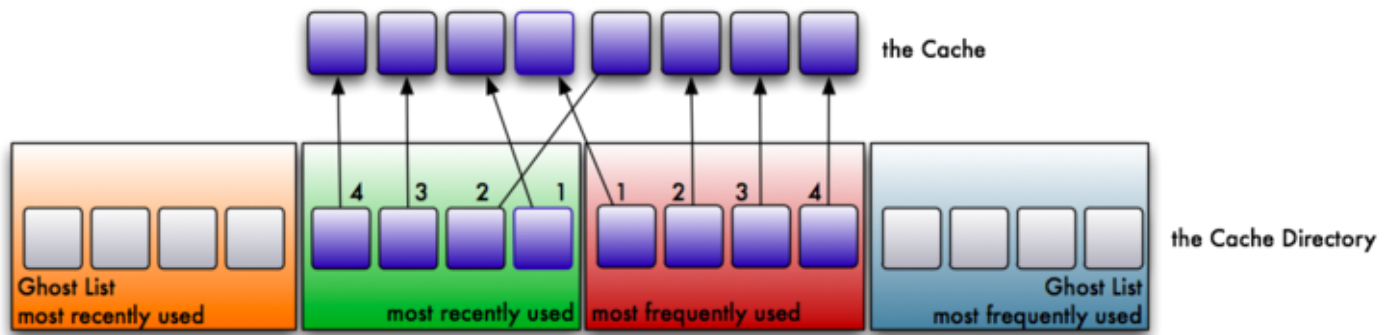 the Cache
4 3 2 1 1 2 3 4
the Cache Directory
Ghost List
most recently used
most recently used
most frequently used
Ghost List
most frequently used